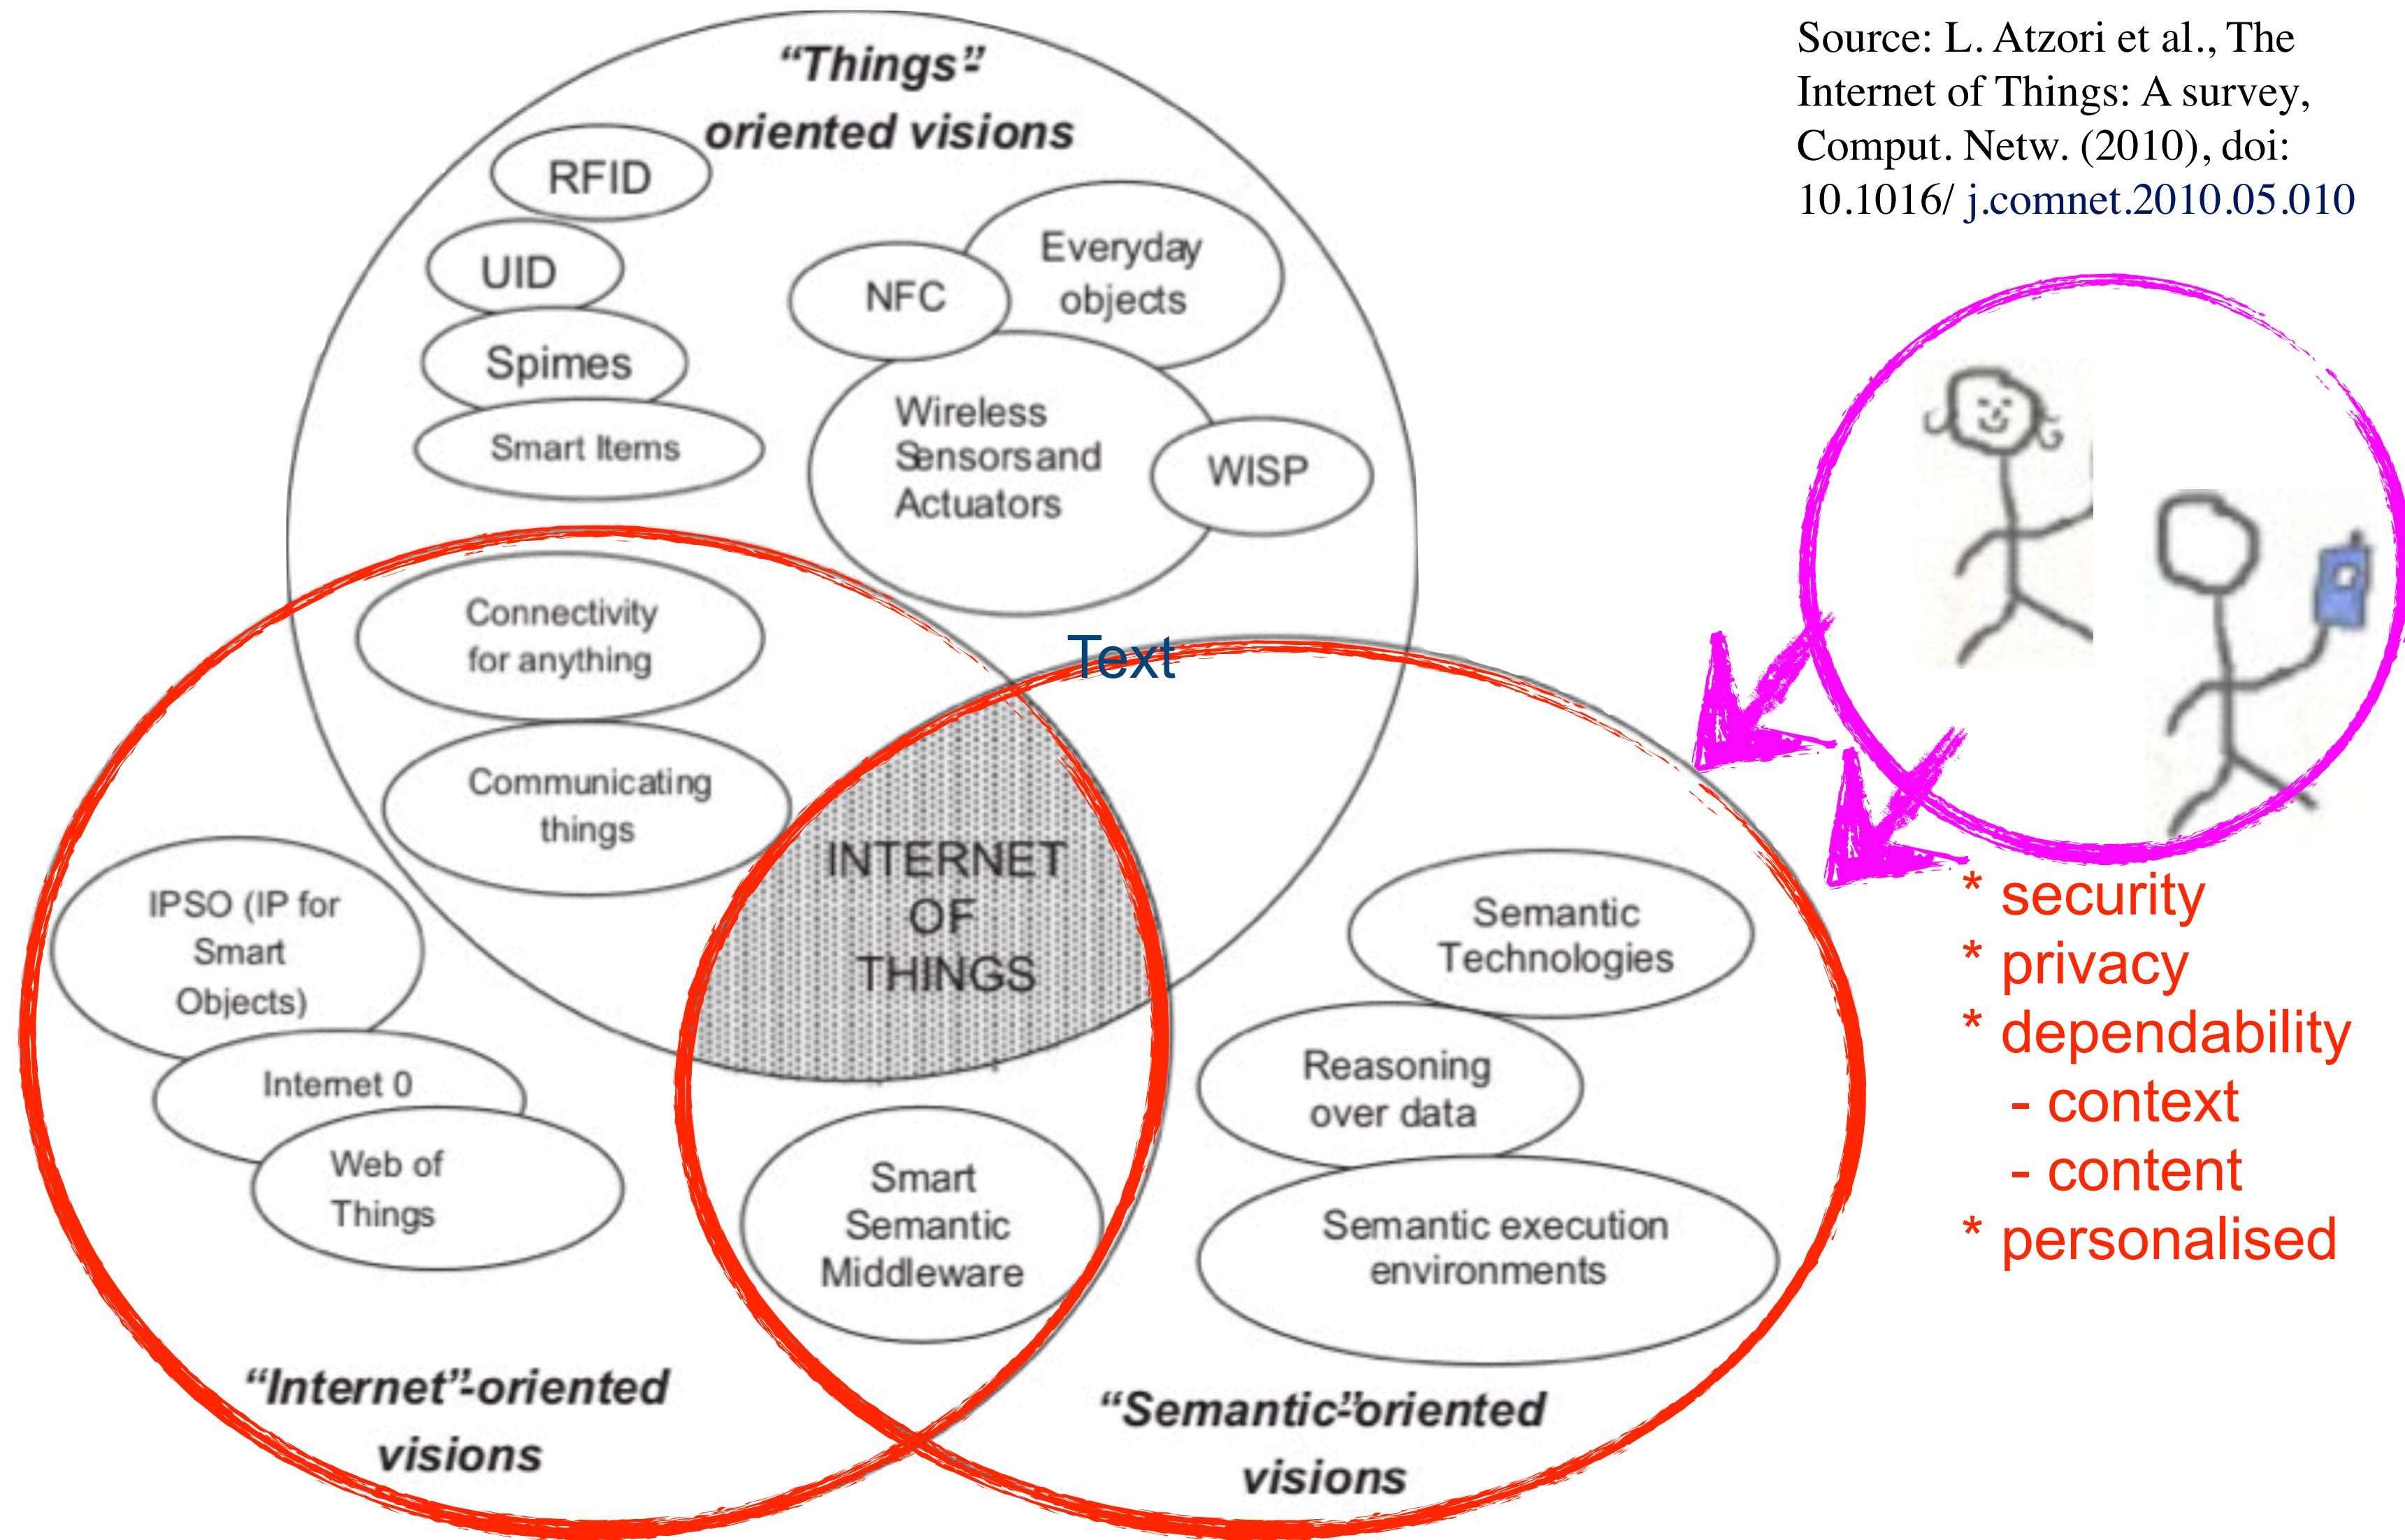 “Things”-
oriented visions
RFID
UID
Spimes
Smart Items
NFC
Everyday
objects
Wireless
Sensors and
Actuators
WISP
Connectivity
for anything
Communicating
things
Text
INTERNET
OF
THINGS
IPSO (IP for
Smart
Objects)
Internet 0
Web of
Things
Smart
Semantic
Middleware
Semantic
Technologies
Reasoning
over data
Semantic execution
environments
“Internet”-oriented
visions
“Semantic”-oriented
visions
Source: L. Atzori et al., The
Internet of Things: A survey,
Comput. Netw. (2010), doi:
10.1016/ j.comnet.2010.05.010
* security
* privacy
* dependability
- context
- content
* personalised